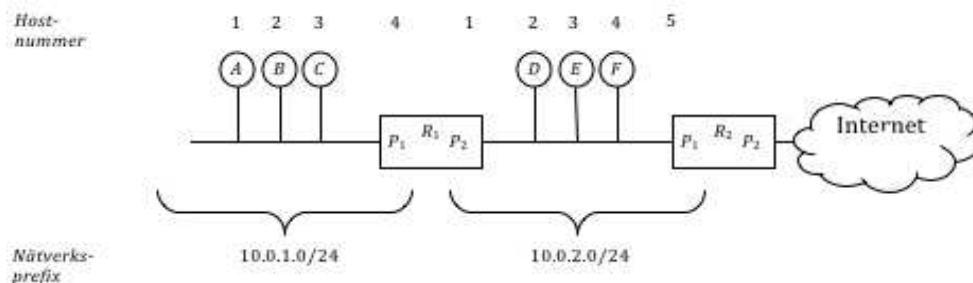 Host-
nummer
1 2 3 4 1 2 3 4 5
A B C D E F
P₁ R₁ P₂ P₁ R₂ P₂
Internet
10.0.1.0/24 10.0.2.0/24
Nätverks-
prefix